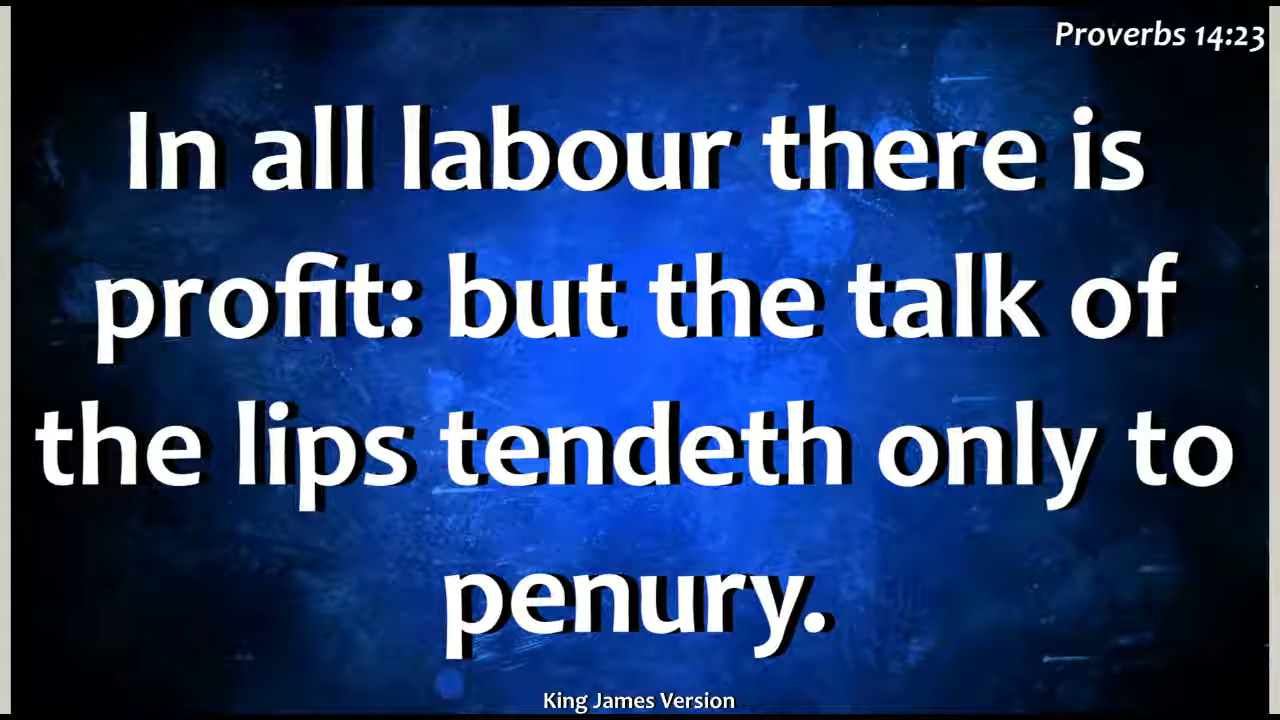 Proverbs 14:23
In all labour there is
profit: but the talk of
the lips tendeth only to
penury.
King James Version